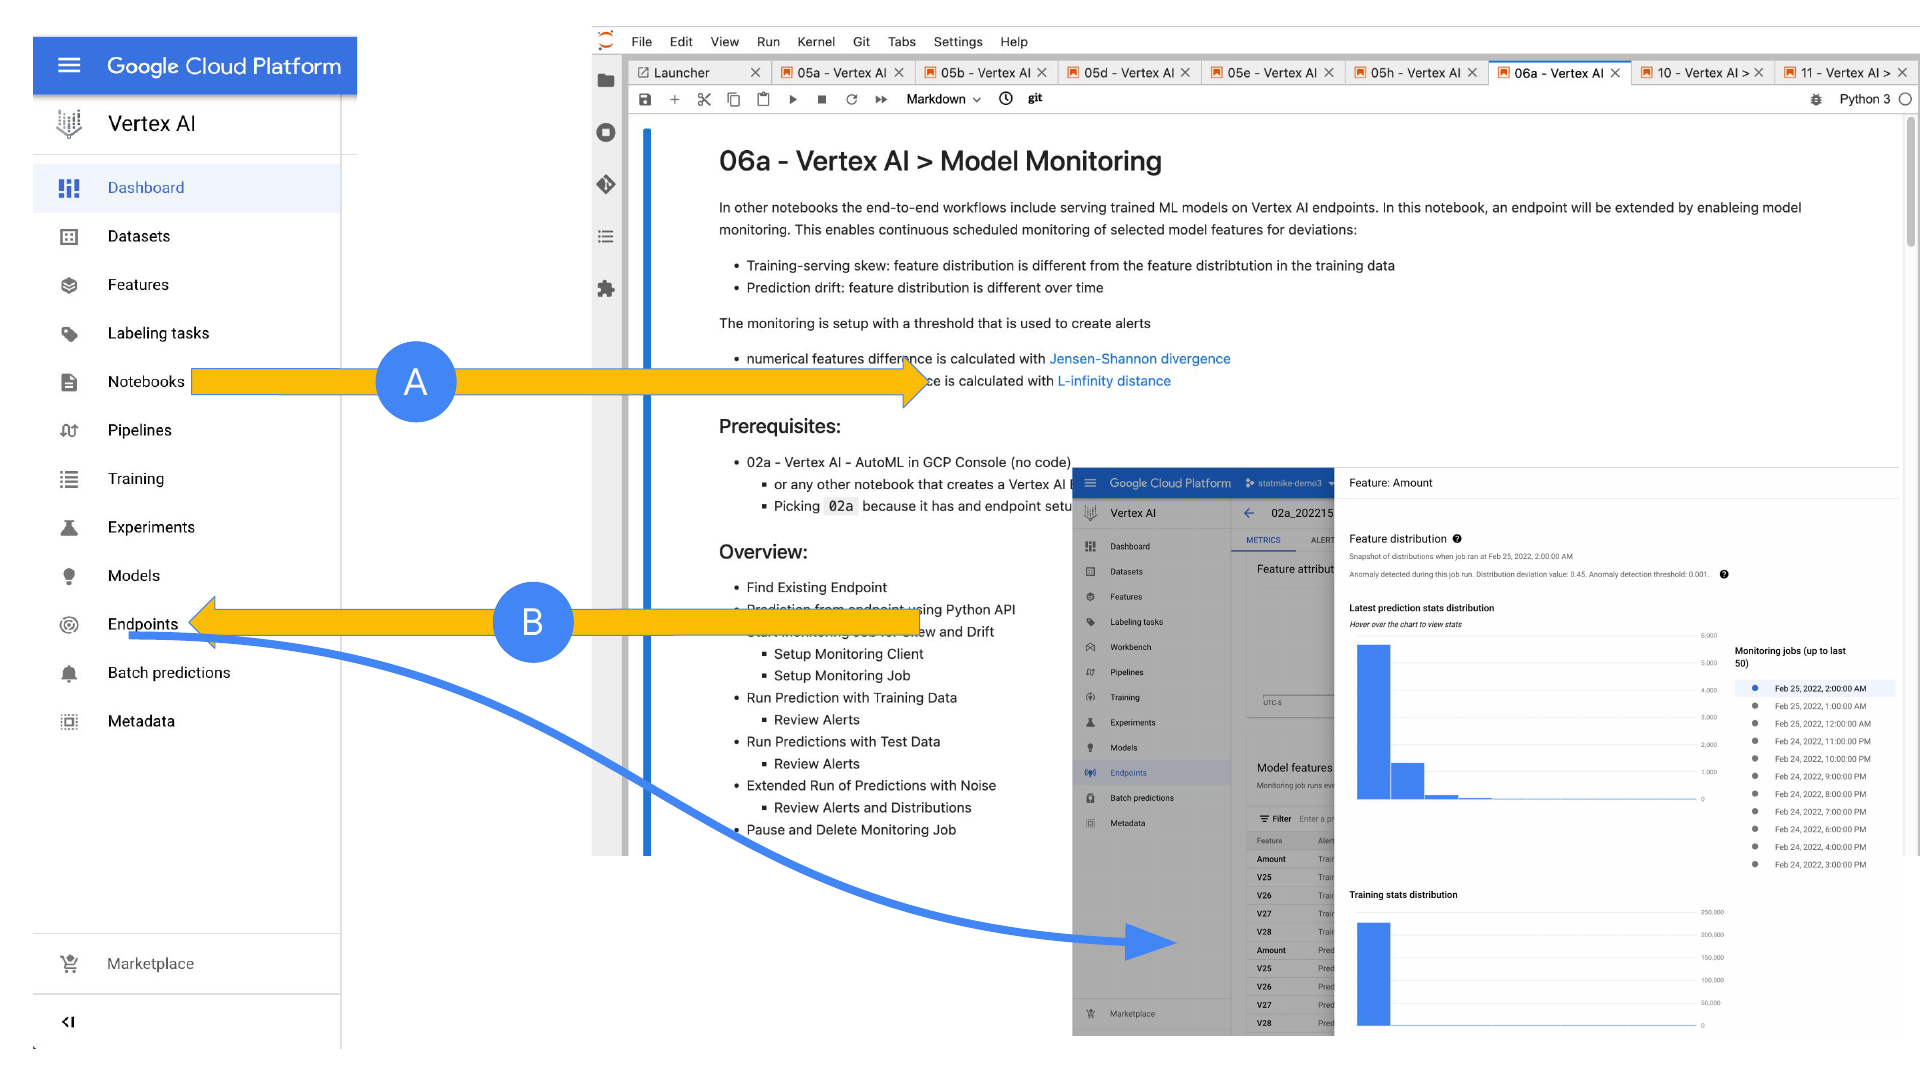 Google Cloud Platform
Vertex AI
Dashboard
Datasets
Features
Labeling tasks
Notebooks
Pipelines
Training
Experiments
Models
Endpoints
Batch predictions
Metadata
Marketplace
A
B
File Edit View Run Kernel Git Tabs Settings Help
Launcher
05a - Vertex AI
05b - Vertex AI
05d - Vertex AI
05e - Vertex AI
05h - Vertex AI
06a - Vertex AI
10 - Vertex AI >
11 - Vertex AI >
Markdown
git
Python 3
06a - Vertex AI > Model Monitoring
In other notebooks the end-to-end workflows include serving trained ML models on Vertex AI endpoints. In this notebook, an endpoint will be extended by enableing model
monitoring. This enables continuous scheduled monitoring of selected model features for deviations:
• Training-serving skew: feature distribution is different from the feature distribtution in the training data
• Prediction drift: feature distribution is different over time
The monitoring is setup with a threshold that is used to create alerts
• numerical features difference is calculated with Jensen-Shannon divergence
ce is calculated with L-infinity distance
Prerequisites:
• 02a - Vertex AI - AutoML in GCP Console (no code)
▪ or any other notebook that creates a Vertex AI
▪ Picking 02a because it has and endpoint setu
Overview:
• Find Existing Endpoint
• Prediction from endpoint using Python API
Start Monitoring Job for Skew and Drift
▪ Setup Monitoring Client
▪ Setup Monitoring Job
• Run Prediction with Training Data
▪ Review Alerts
• Run Predictions with Test Data
▪ Review Alerts
• Extended Run of Predictions with Noise
▪ Review Alerts and Distributions
• Pause and Delete Monitoring Job
Google Cloud Platform
statmike-demo3
Vertex AI
Dashboard
Datasets
Features
Labeling tasks
Workbench
Pipelines
Training
Experiments
Models
Endpoints
Batch predictions
Metadata
Marketplace
02a_202215
METRICS ALERT
Feature attribut
UTC-5
Model features
Monitoring job runs eve
Filter Enter a pr
Feature Alert
Amount Train
V25 Train
V26 Train
V27 Train
V28 Train
Amount Pred
V25 Pred
V26 Pred
V27 Pred
V28 Pred
Feature: Amount
Feature distribution
Snapshot of distributions when job ran at Feb 25, 2022, 2:00:00 AM
Anomaly detected during this job run. Distribution deviation value: 0.45. Anomaly detection threshold: 0.001.
Latest prediction stats distribution
Hover over the chart to view stats
6,000
5,000
4,000
3,000
2,000
1,000
0
Monitoring jobs (up to last
50)
Feb 25, 2022, 2:00:00 AM
Feb 25, 2022, 1:00:00 AM
Feb 25, 2022, 12:00:00 AM
Feb 24, 2022, 11:00:00 PM
Feb 24, 2022, 10:00:00 PM
Feb 24, 2022, 9:00:00 PM
Feb 24, 2022, 8:00:00 PM
Feb 24, 2022, 7:00:00 PM
Feb 24, 2022, 6:00:00 PM
Feb 24, 2022, 4:00:00 PM
Feb 24, 2022, 3:00:00 PM
Training stats distribution
250,000
200,000
150,000
100,000
50,000
0